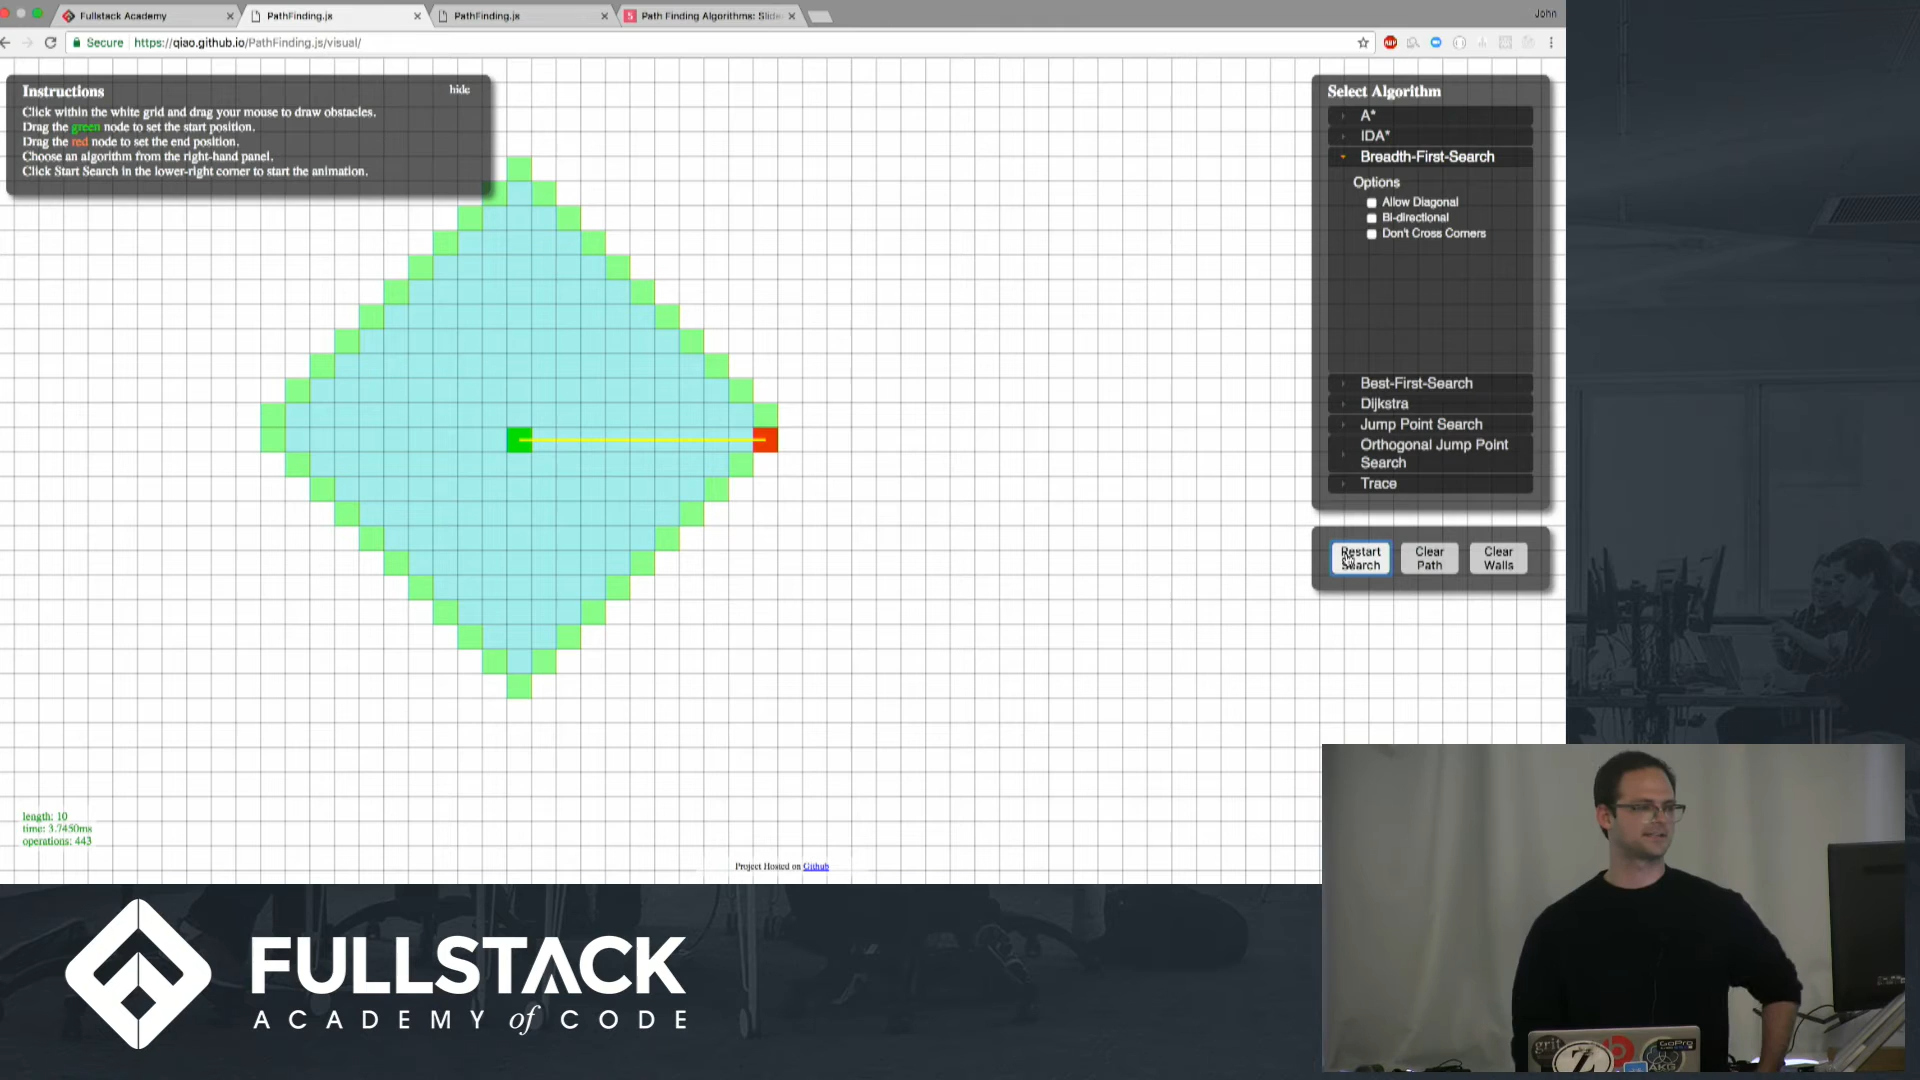 Fullstack Academy
PathFinding.js
PathFinding.js
Path Finding Algorithms: Slide
John
Secure
https://qiao.github.io/PathFinding.js/visual/
Instructions
hide
Click within the white grid and drag your mouse to draw obstacles.
Drag the green node to set the start position.
Drag the red node to set the end position.
Choose an algorithm from the right-hand panel.
Click Start Search in the lower-right corner to start the animation.
Select Algorithm
A*
IDA*
Breadth-First-Search
Options
Allow Diagonal
Bi-directional
Don't Cross Corners
Best-First-Search
Dijkstra
Jump Point Search
Orthogonal Jump Point
Search
Trace
Restart
Search
Clear
Path
Clear
Walls
length: 10
time: 3.7450ms
operations: 443
Project Hosted on Github
FULLSTACK
ACADEMY of CODE
grit
Z
GoPro
AKG